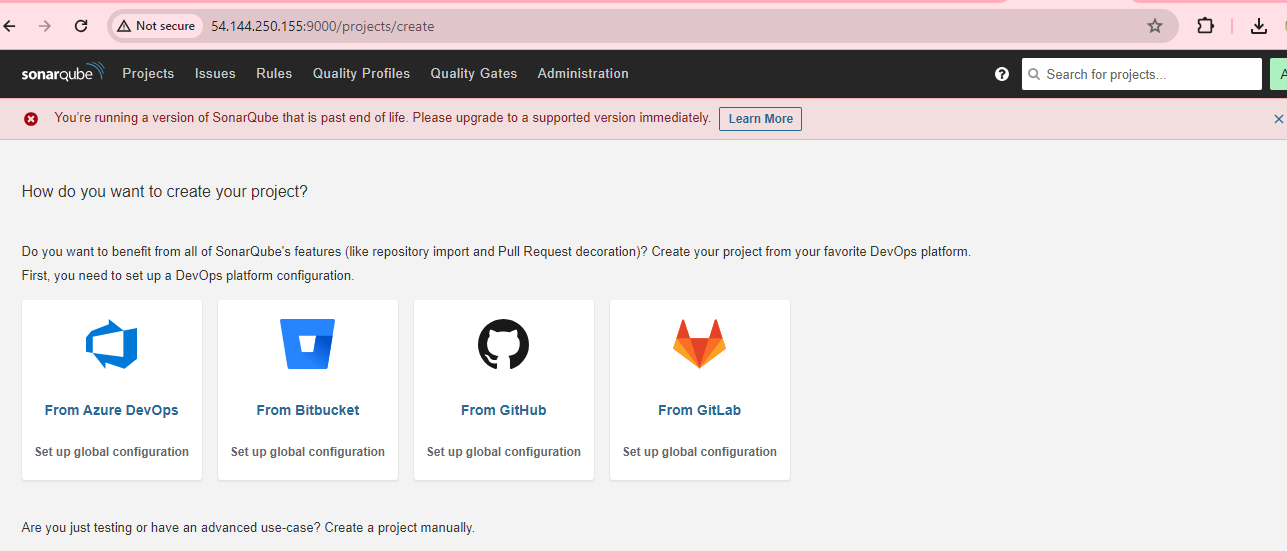 Not secure 54.144.250.155:9000/projects/create
sonarqube Projects Issues Rules Quality Profiles Quality Gates Administration ? Search for projects... A
You're running a version of SonarQube that is past end of life. Please upgrade to a supported version immediately. Learn More
How do you want to create your project?
Do you want to benefit from all of SonarQube's features (like repository import and Pull Request decoration)? Create your project from your favorite DevOps platform.
First, you need to set up a DevOps platform configuration.
From Azure DevOps From Bitbucket From GitHub From GitLab
Set up global configuration Set up global configuration Set up global configuration Set up global configuration
Are you just testing or have an advanced use-case? Create a project manually.